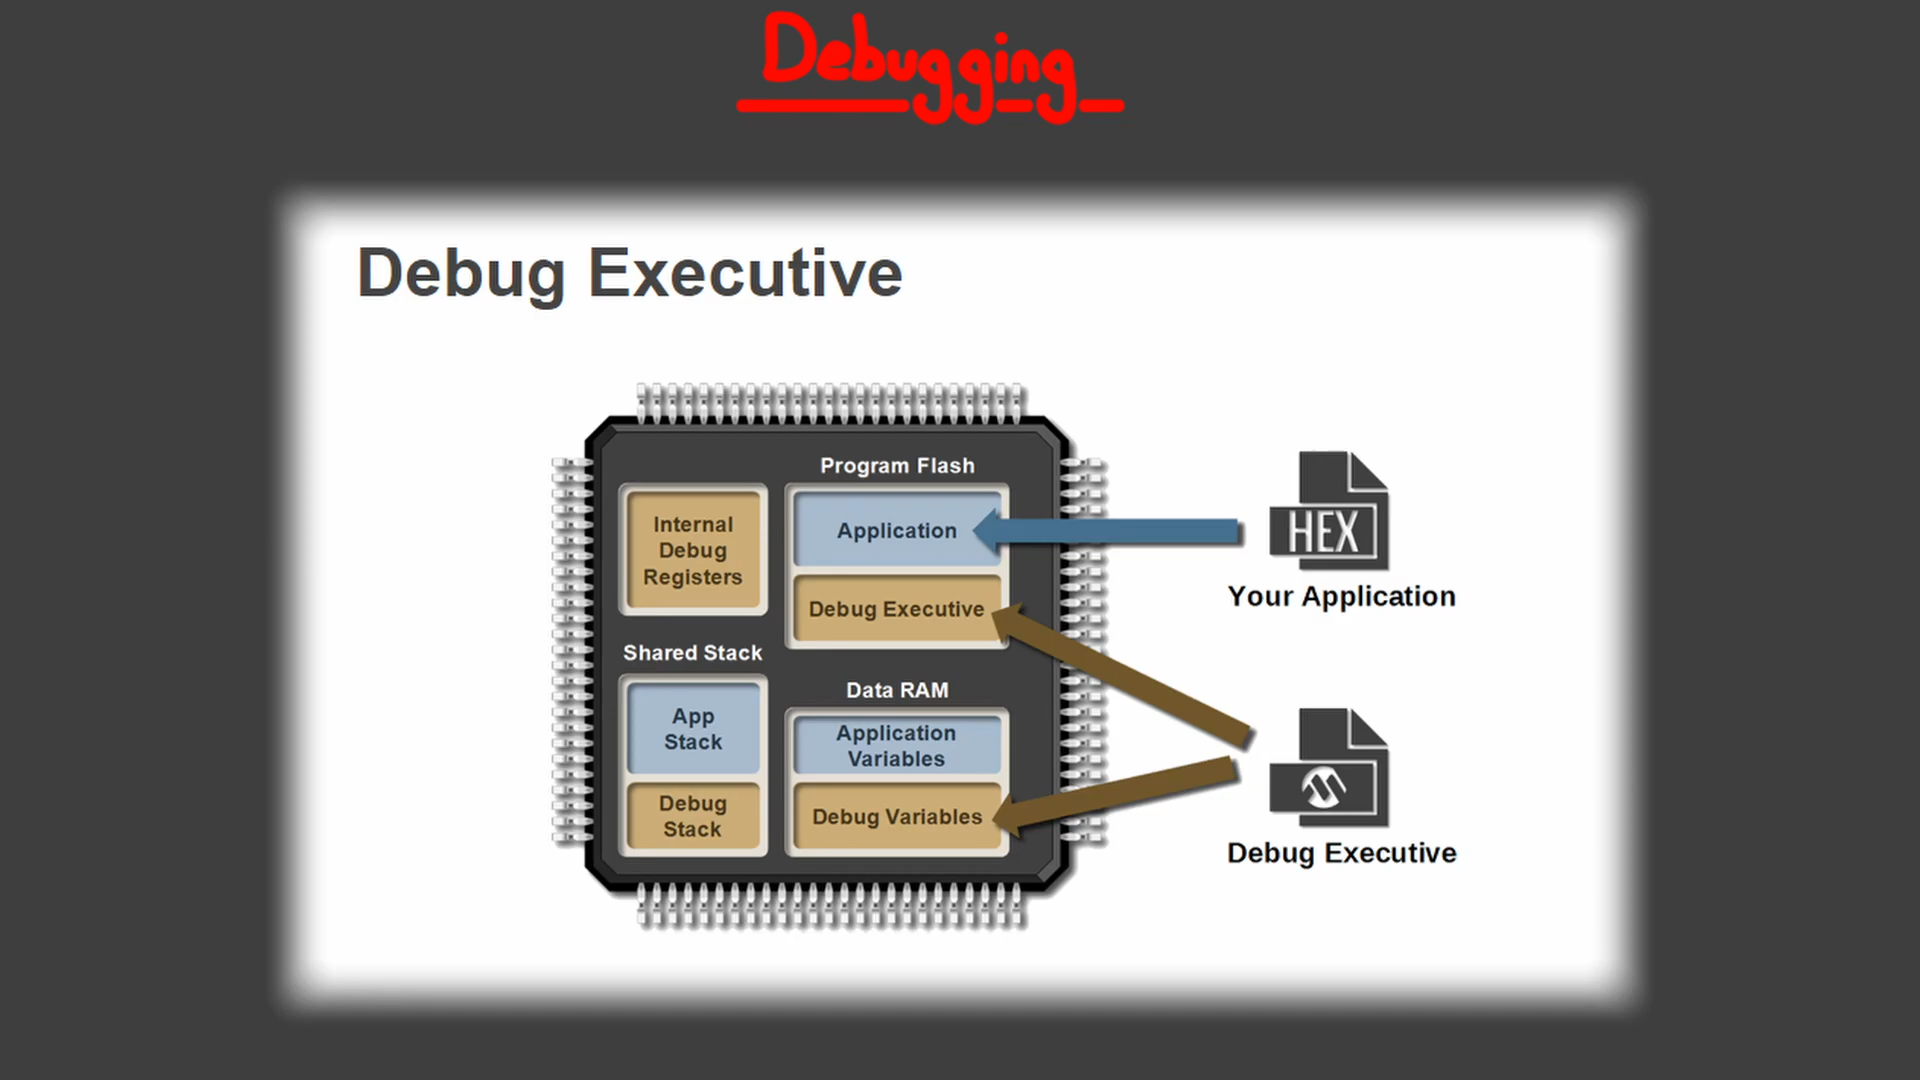 Debugging
Debug Executive
Program Flash
Internal
Debug
Registers
Application
Debug Executive
Shared Stack
App
Stack
Debug
Stack
Data RAM
Application
Variables
Debug Variables
HEX
Your Application
Debug Executive